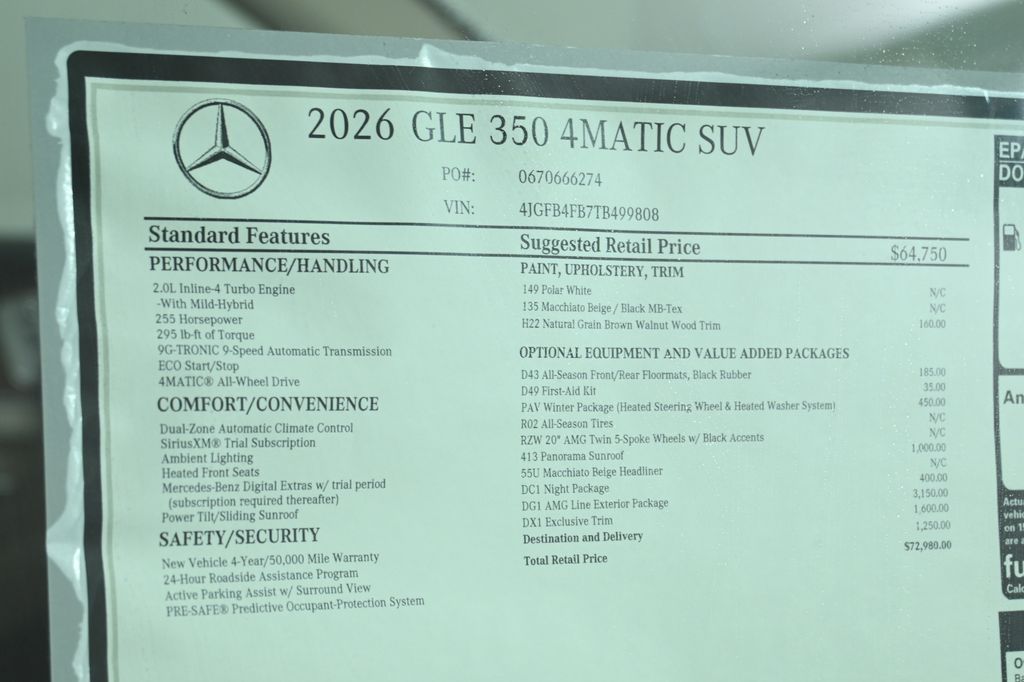 2026 GLE 350 4MATIC SUV
PO#: 0670666274
VIN: 4JGFB4FB7TB499808
Standard Features
PERFORMANCE/HANDLING
2.0L Inline-4 Turbo Engine
-With Mild-Hybrid
255 Horsepower
295 lb-ft of Torque
9G-TRONIC 9-Speed Automatic Transmission
ECO Start/Stop
4MATIC® All-Wheel Drive
COMFORT/CONVENIENCE
Dual-Zone Automatic Climate Control
SiriusXM® Trial Subscription
Ambient Lighting
Heated Front Seats
Mercedes-Benz Digital Extras w/ trial period
(subscription required thereafter)
Power Tilt/Sliding Sunroof
SAFETY/SECURITY
New Vehicle 4-Year/50,000 Mile Warranty
24-Hour Roadside Assistance Program
Active Parking Assist w/ Surround View
PRE-SAFE® Predictive Occupant-Protection System
Suggested Retail Price $64,750
PAINT, UPHOLSTERY, TRIM
149 Polar White N/C
135 Macchiato Beige / Black MB-Tex N/C
H22 Natural Grain Brown Walnut Wood Trim 160.00
OPTIONAL EQUIPMENT AND VALUE ADDED PACKAGES
D43 All-Season Front/Rear Floormats, Black Rubber 185.00
D49 First-Aid Kit 35.00
PAV Winter Package (Heated Steering Wheel & Heated Washer System) 450.00
R02 All-Season Tires N/C
RZW 20" AMG Twin 5-Spoke Wheels w/ Black Accents N/C
413 Panorama Sunroof 1,000.00
55U Macchiato Beige Headliner N/C
DC1 Night Package 400.00
DG1 AMG Line Exterior Package 3,150.00
DX1 Exclusive Trim 1,600.00
Destination and Delivery 1,250.00
Total Retail Price $72,980.00
EPA
DO
An
Actu
vehic
on 1
are a
fu
Calc